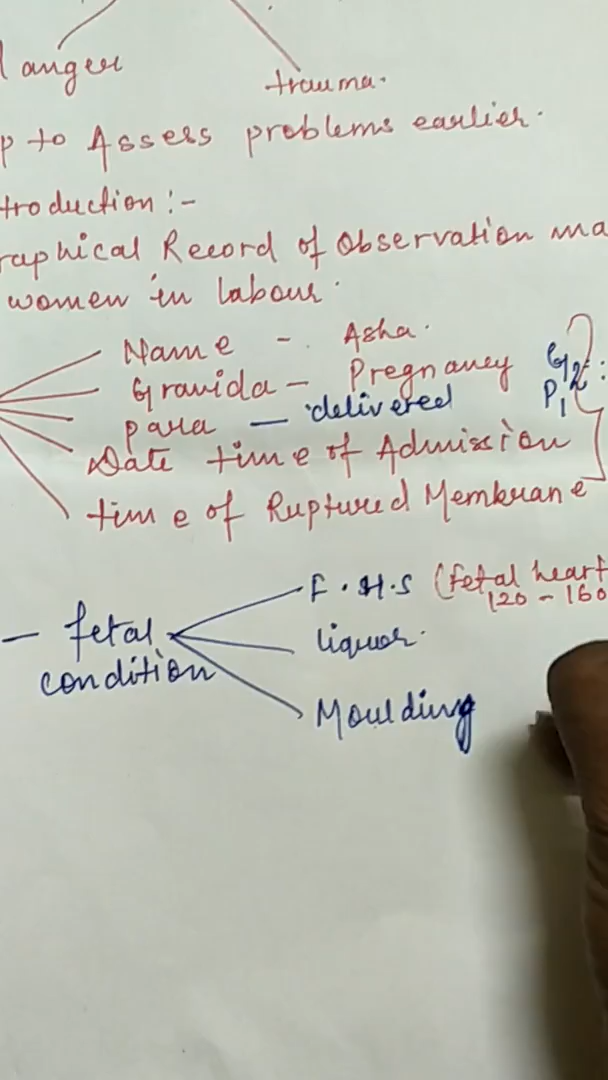 anger
trauma.
p to Assess problems earlier.
troduction :-
raphical Record of Observation ma
women in labour.
Name - Asha.
Gravida - Pregnancy G2 :
Para - delivered P1
Date time of Admission
time of Ruptured Membrane
- fetal condition
F.H.S (Fetal heart
120 - 160
liquor.
Moulding